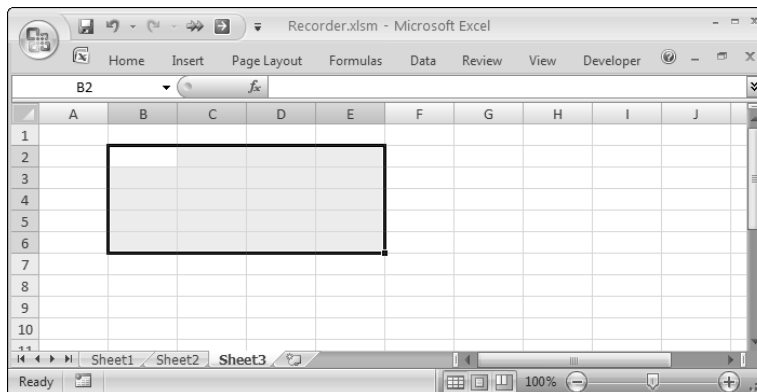 Recorder.xlsm - Microsoft Excel
Home Insert Page Layout Formulas Data Review View Developer
B2 fx
A B C D E F G H I J
1
2
3
4
5
6
7
8
9
10
11
Sheet1 Sheet2 Sheet3
Ready 100%